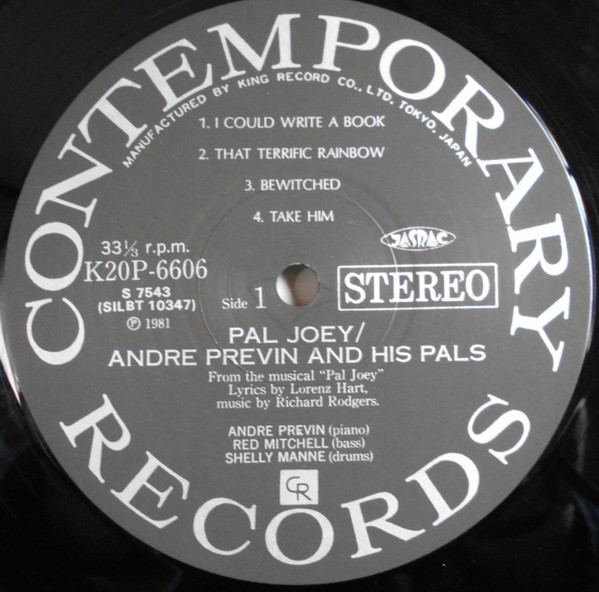 CONTEMPORARY
MANUFACTURED BY KING RECORD CO., LTD, TOKYO, JAPAN
1. I COULD WRITE A BOOK
2. THAT TERRIFIC RAINBOW
3. BEWITCHED
4. TAKE HIM
JASRAC
33⅓ r.p.m.
K20P-6606
S 7543
(SILBT 10347)
℗ 1981
Side 1
STEREO
PAL JOEY/
ANDRE PREVIN AND HIS PALS
From the musical "Pal Joey"
Lyrics by Lorenz Hart,
music by Richard Rodgers.
ANDRE PREVIN (piano)
RED MITCHELL (bass)
SHELLY MANNE (drums)
CR
RECORDS